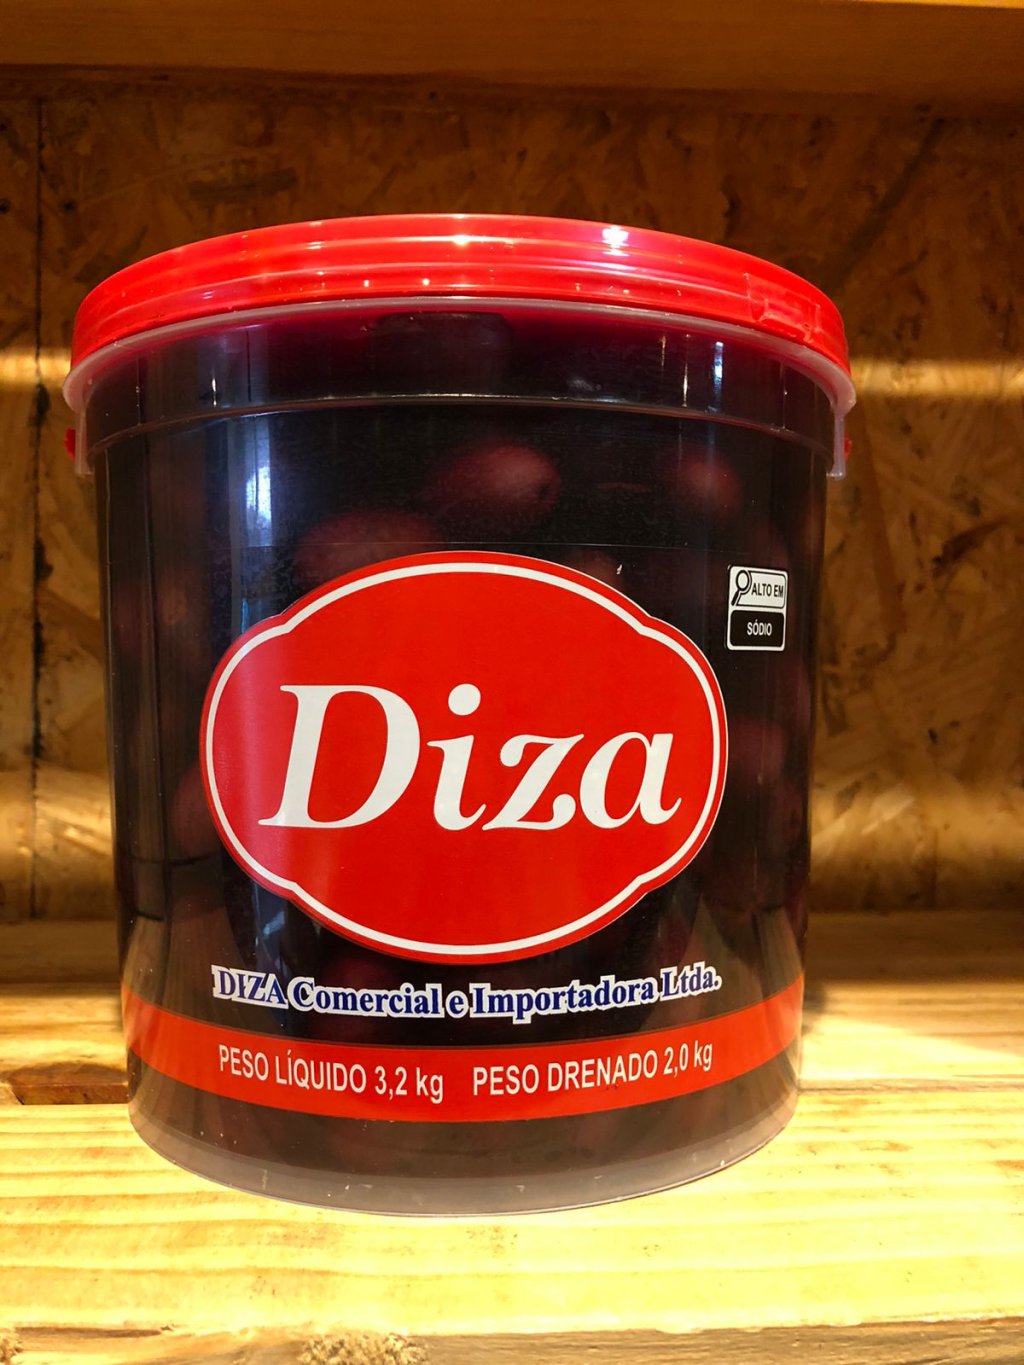 ALTO EM
SÓDIO
Diza
DIZA Comercial e Importadora Ltda.
PESO LÍQUIDO 3,2 kg PESO DRENADO 2,0 kg